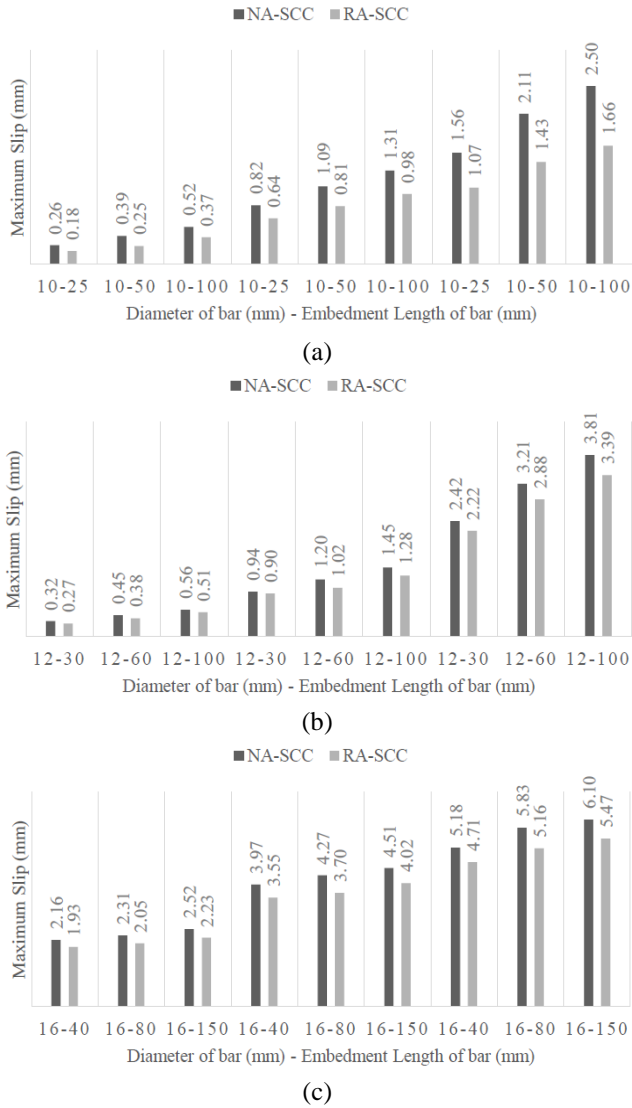 NA-SCC RA-SCC
Maximum Slip (mm)
0.26 0.18 0.39 0.25 0.52 0.37 0.82 0.64 1.09 0.81 1.31 0.98 1.56 1.07 2.11 1.43 2.50 1.66
10-25 10-50 10-100 10-25 10-50 10-100 10-25 10-50 10-100
Diameter of bar (mm) - Embedment Length of bar (mm)
(a)
NA-SCC RA-SCC
Maximum Slip (mm)
0.32 0.27 0.45 0.38 0.56 0.51 0.94 0.90 1.20 1.02 1.45 1.28 2.42 2.22 3.21 2.88 3.81 3.39
12-30 12-60 12-100 12-30 12-60 12-100 12-30 12-60 12-100
Diameter of bar (mm) - Embedment Length of bar (mm)
(b)
NA-SCC RA-SCC
Maximum Slip (mm)
2.16 1.93 2.31 2.05 2.52 2.23 3.97 3.55 4.27 3.70 4.51 4.02 5.18 4.71 5.83 5.16 6.10 5.47
16-40 16-80 16-150 16-40 16-80 16-150 16-40 16-80 16-150
Diameter of bar (mm) - Embedment Length of bar (mm)
(c)